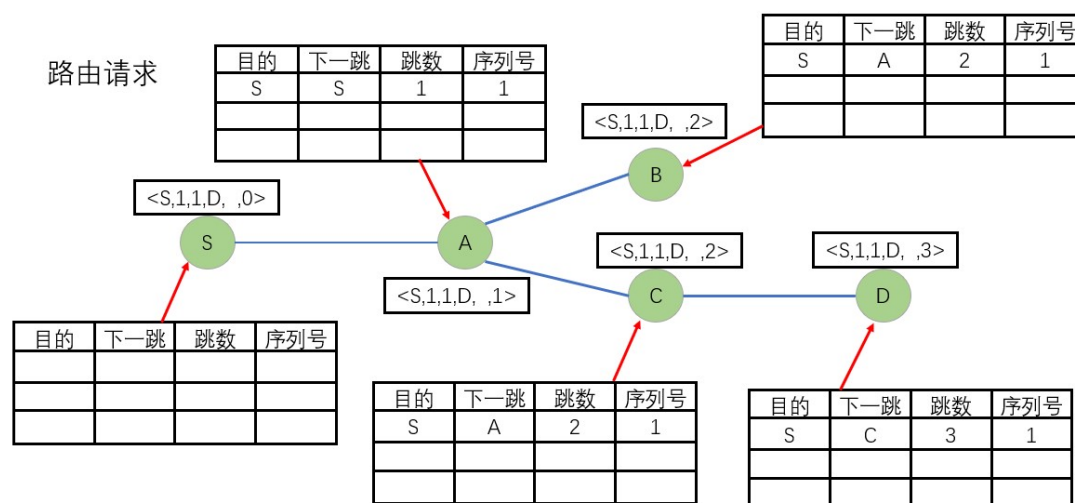 路由请求
目的 下一跳 跳数 序列号
S S 1 1
目的 下一跳 跳数 序列号
S A 2 1
<S,1,1,D, ,2>
B
<S,1,1,D, ,0>
S
A
<S,1,1,D, ,1>
<S,1,1,D, ,2>
C
<S,1,1,D, ,3>
D
目的 下一跳 跳数 序列号
目的 下一跳 跳数 序列号
S A 2 1
目的 下一跳 跳数 序列号
S C 3 1